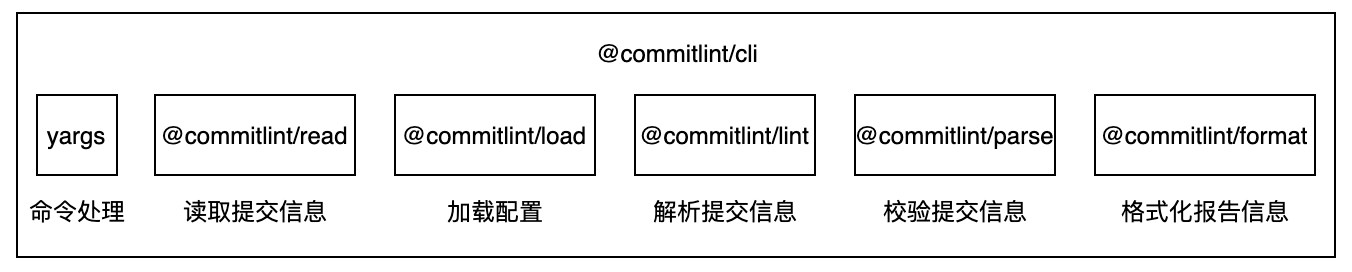 @commitlint/cli
yargs @commitlint/read @commitlint/load @commitlint/lint @commitlint/parse @commitlint/format
命令处理 读取提交信息 加载配置 解析提交信息 校验提交信息 格式化报告信息